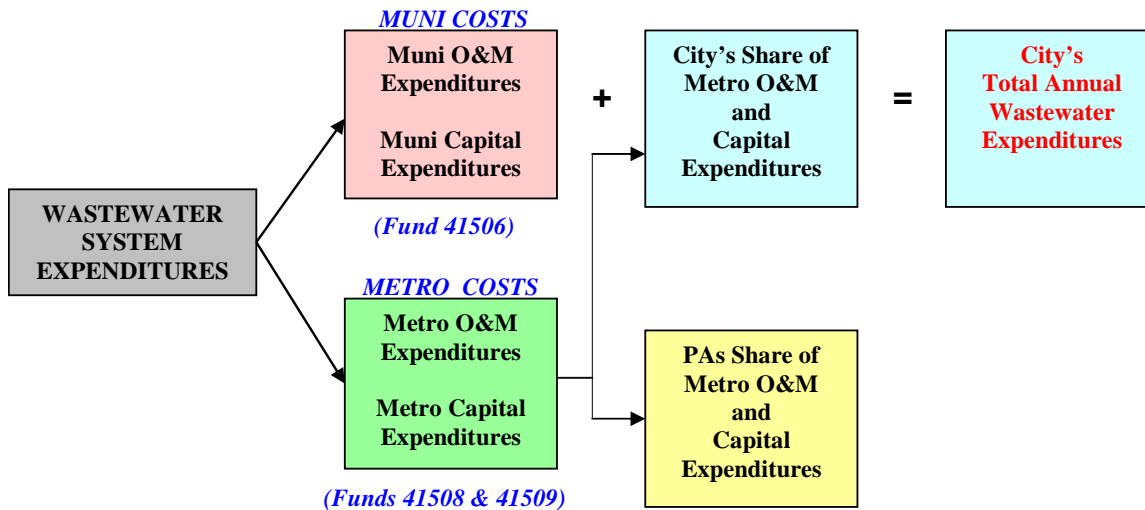 MUNI COSTS
Muni O&M
Expenditures
Muni Capital
Expenditures
(Fund 41506)
+
City’s Share of
Metro O&M
and
Capital
Expenditures
=
City’s
Total Annual
Wastewater
Expenditures
WASTEWATER
SYSTEM
EXPENDITURES
METRO COSTS
Metro O&M
Expenditures
Metro Capital
Expenditures
(Funds 41508 & 41509)
PAs Share of
Metro O&M
and
Capital
Expenditures